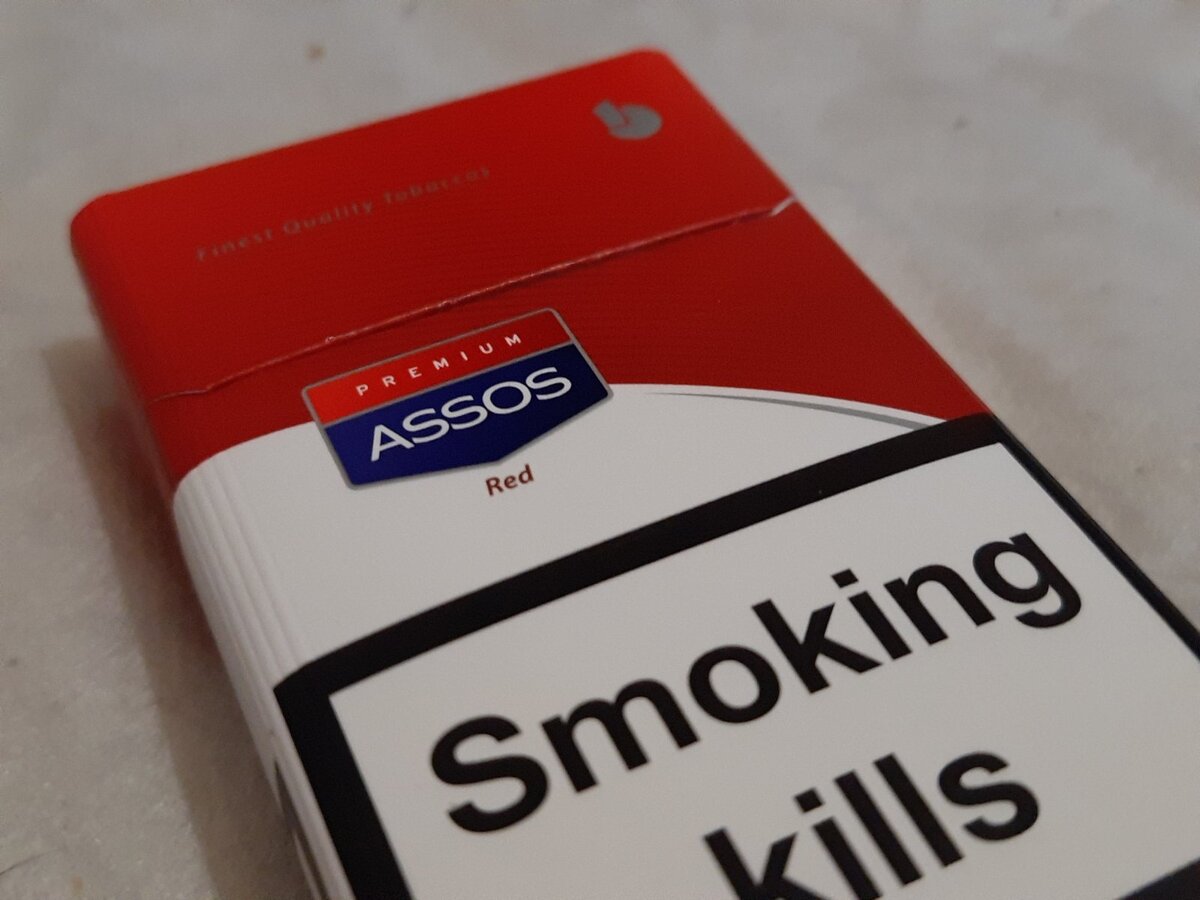 Finest Quality Tobaccos
PREMIUM
ASSOS
Red
Smoking
kills